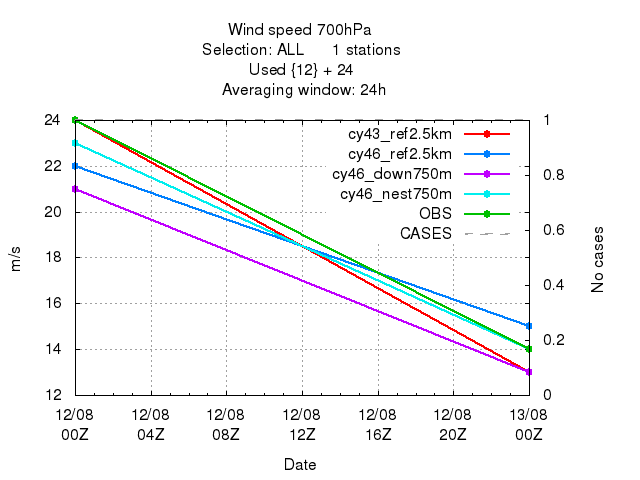 Wind speed 700hPa
Selection: ALL 1 stations
Used {12} + 24
Averaging window: 24h
24
22
20
18
16
14
12
m/s
1
0.8
0.6
0.4
0.2
0
No cases
cy43_ref2.5km
cy46_ref2.5km
cy46_down750m
cy46_nest750m
OBS
CASES
12/08 12/08 12/08 12/08 12/08 12/08 13/08
00Z 04Z 08Z 12Z 16Z 20Z 00Z
Date